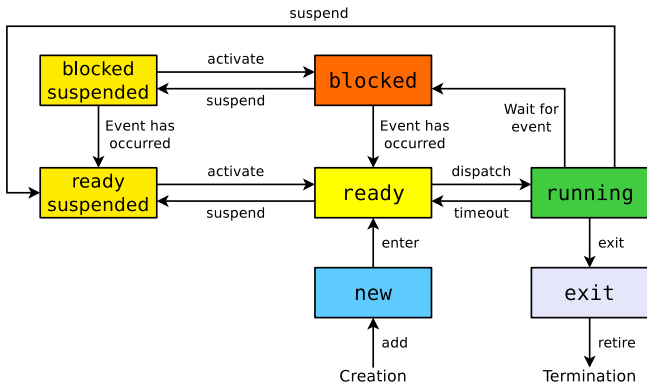 suspend
blocked
suspended
activate
suspend
blocked
Event has
occurred
Event has
occurred
Wait for
event
ready
suspended
activate
suspend
ready
dispatch
timeout
running
enter
exit
new
exit
add
retire
Creation
Termination